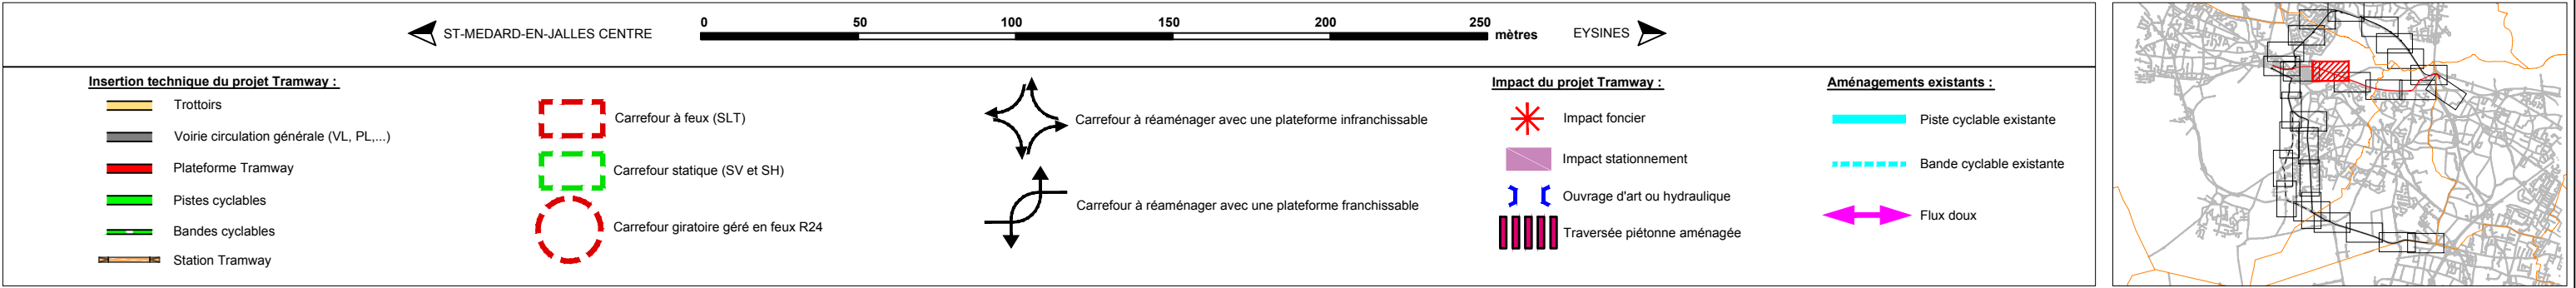 ST-MEDARD-EN-JALLES CENTRE
0 50 100 150 200 250
mètres
EYSINES
Insertion technique du projet Tramway :
Trottoirs
Voirie circulation générale (VL, PL,...)
Plateforme Tramway
Pistes cyclables
Bandes cyclables
Station Tramway
Carrefour à feux (SLT)
Carrefour statique (SV et SH)
Carrefour giratoire géré en feux R24
Carrefour à réaménager avec une plateforme infranchissable
Carrefour à réaménager avec une plateforme franchissable
Impact du projet Tramway :
Impact foncier
Impact stationnement
Ouvrage d'art ou hydraulique
Traversée piétonne aménagée
Aménagements existants :
Piste cyclable existante
Bande cyclable existante
Flux doux